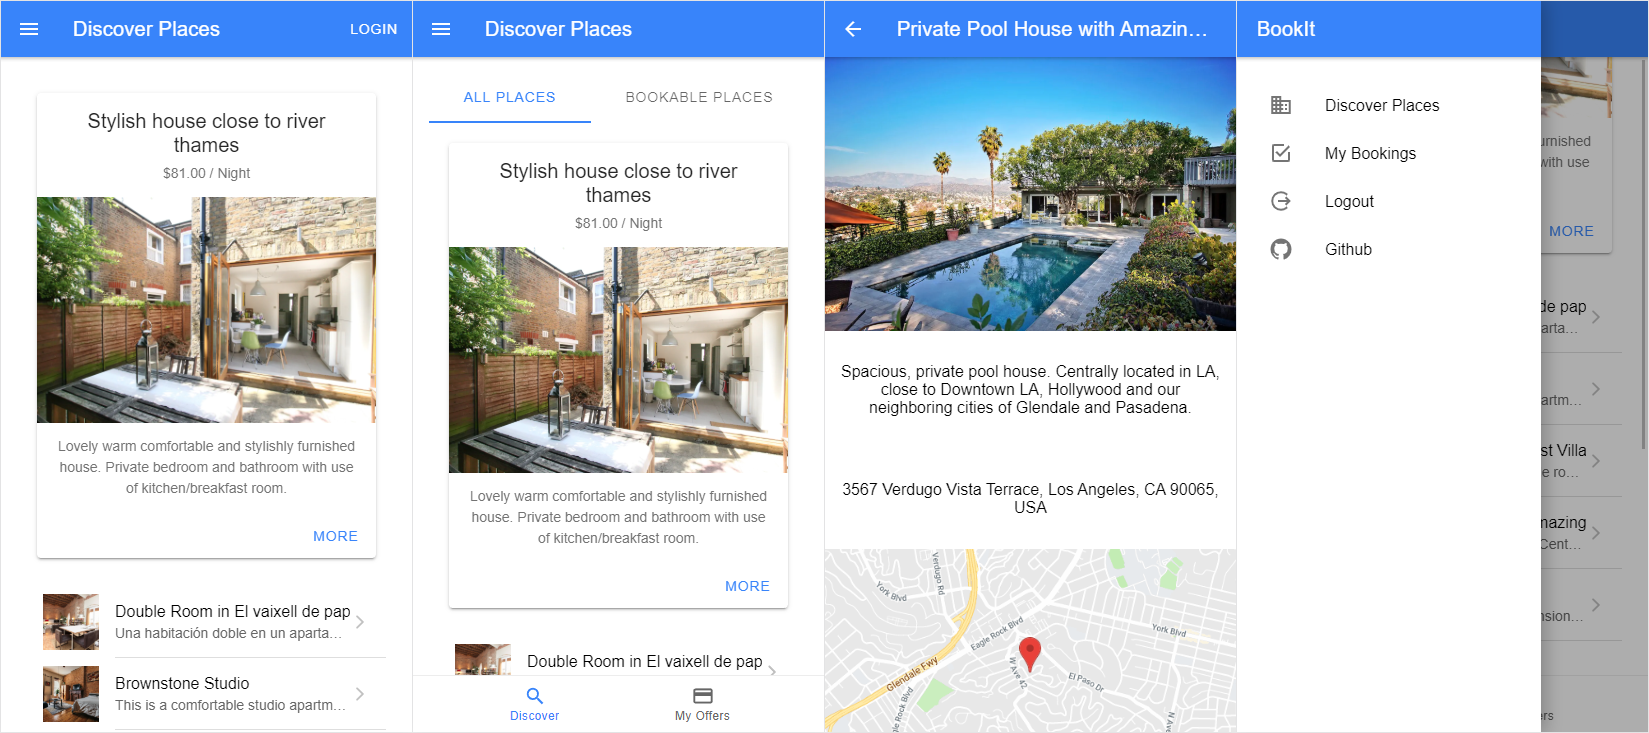 Discover Places
LOGIN
Stylish house close to river
thames
$81.00 / Night
Lovely warm comfortable and stylishly furnished
house. Private bedroom and bathroom with use
of kitchen/breakfast room.
MORE
Double Room in El vaixell de pap
Una habitación doble en un aparta…
Brownstone Studio
This is a comfortable studio apartm…
Discover Places
ALL PLACES
BOOKABLE PLACES
Stylish house close to river
thames
$81.00 / Night
Lovely warm comfortable and stylishly furnished
house. Private bedroom and bathroom with use
of kitchen/breakfast room.
MORE
Double Room in El vaixell de pap
Discover
My Offers
Private Pool House with Amazin…
Spacious, private pool house. Centrally located in LA,
close to Downtown LA, Hollywood and our
neighboring cities of Glendale and Pasadena.
3567 Verdugo Vista Terrace, Los Angeles, CA 90065,
USA
Verdugo Rd
York Blvd
Eagle Rock Blvd
York Blvd
Glendale Fwy
W Ave 42
El Paso Dr
Eagle Rock Blvd
N Ave
BookIt
Discover Places
My Bookings
Logout
Github
urnished
with use
MORE
de pap
arta…
artm…
st Villa
e ro…
mazing
Cent…
nsion…
ers